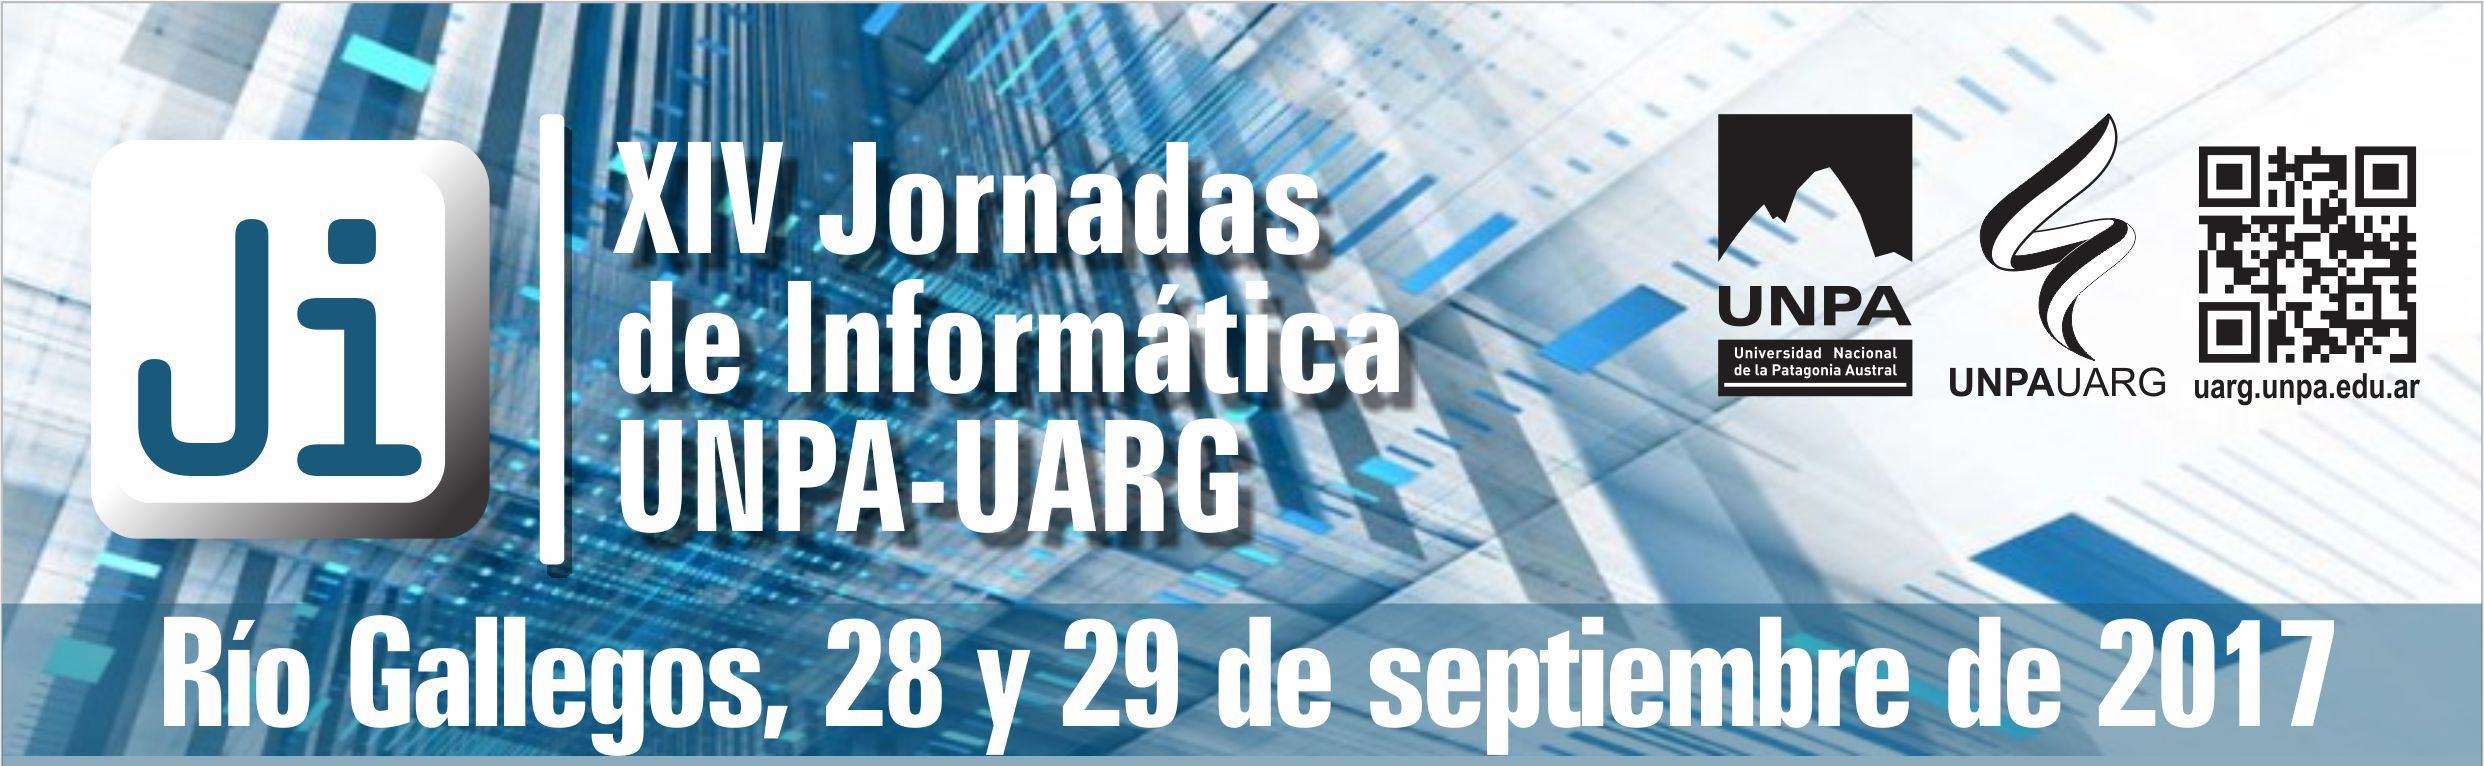 Ji
XIV Jornadas
de Informática
UNPA-UARG
UNPA
Universidad Nacional
de la Patagonia Austral
UNPAUARG
uarg.unpa.edu.ar
Río Gallegos, 28 y 29 de septiembre de 2017